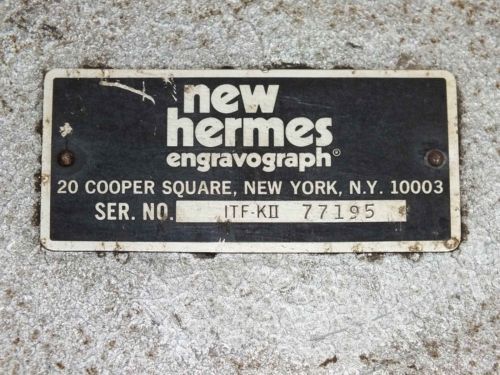 new
hermes
engravograph®
20 COOPER SQUARE, NEW YORK, N.Y. 10003
SER. NO. ITF-KII 77195